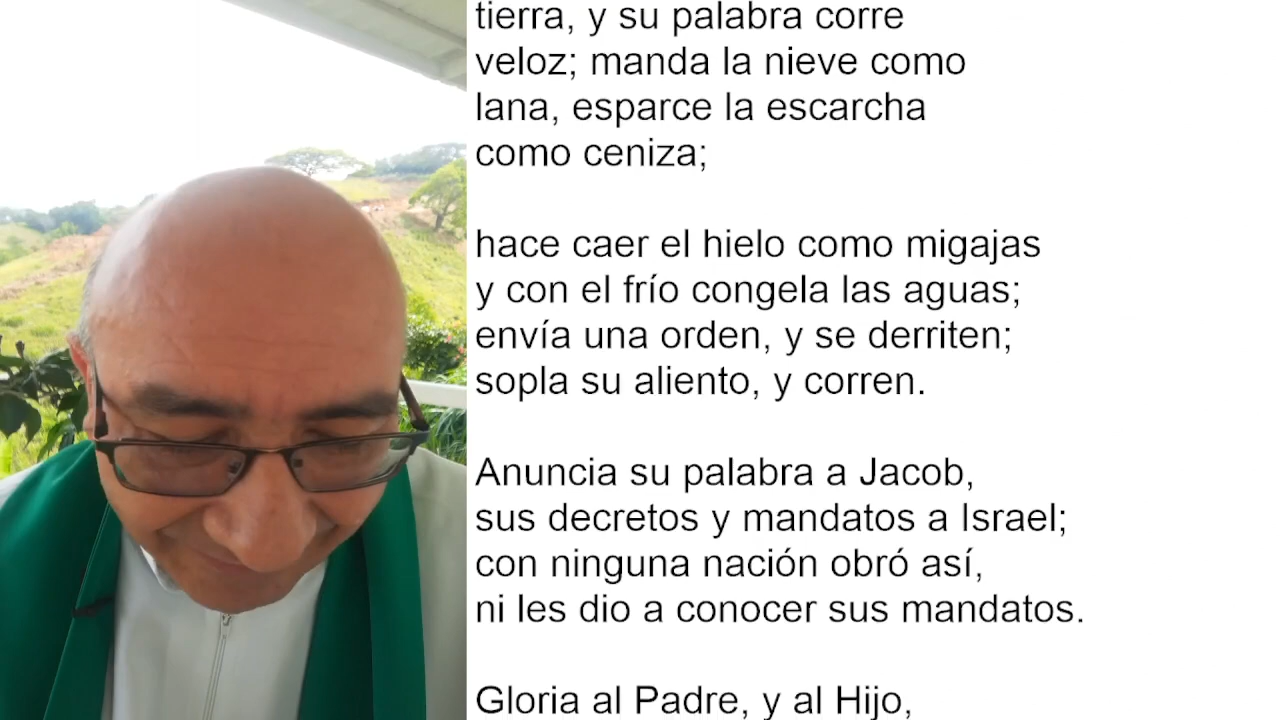 tierra, y su palabra corre
veloz; manda la nieve como
lana, esparce la escarcha
como ceniza;
hace caer el hielo como migajas
y con el frío congela las aguas;
envía una orden, y se derriten;
sopla su aliento, y corren.
Anuncia su palabra a Jacob,
sus decretos y mandatos a Israel;
con ninguna nación obró así,
ni les dio a conocer sus mandatos.
Gloria al Padre, y al Hijo,